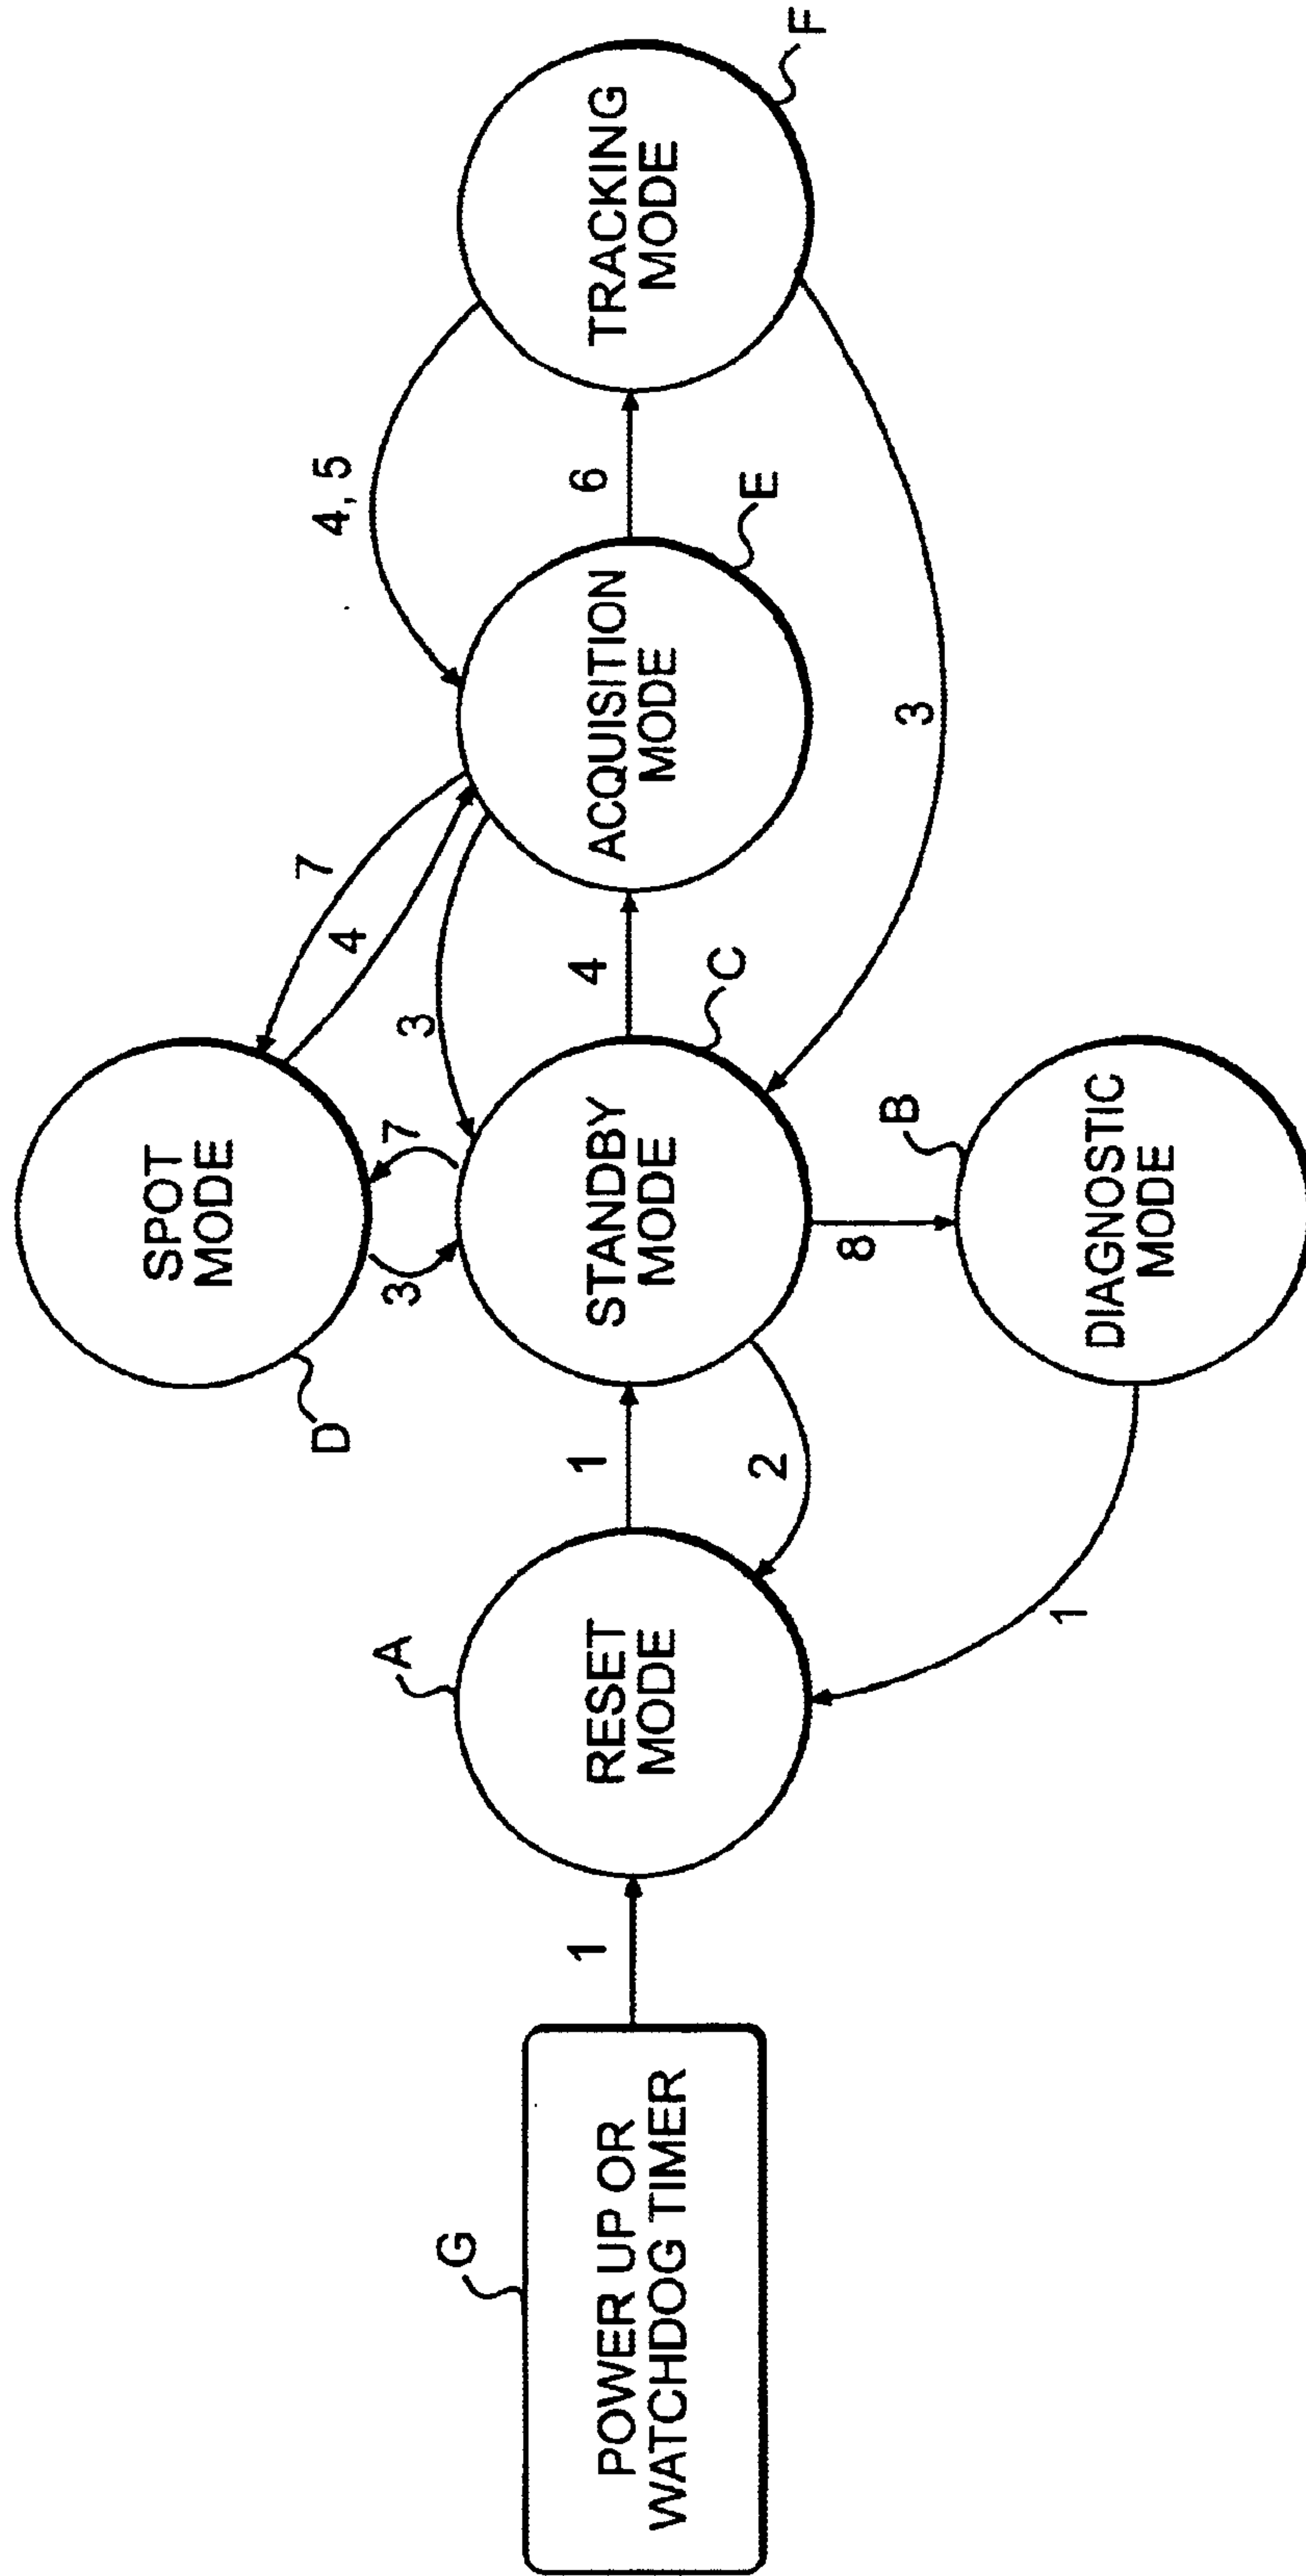 G
POWER UP OR
WATCHDOG TIMER
1
A
RESET
MODE
1
2
1
D
SPOT
MODE
3
7
STANDBY
MODE
C
8
B
DIAGNOSTIC
MODE
7
4
3
4
ACQUISITION
MODE
E
4, 5
6
3
TRACKING
MODE
F